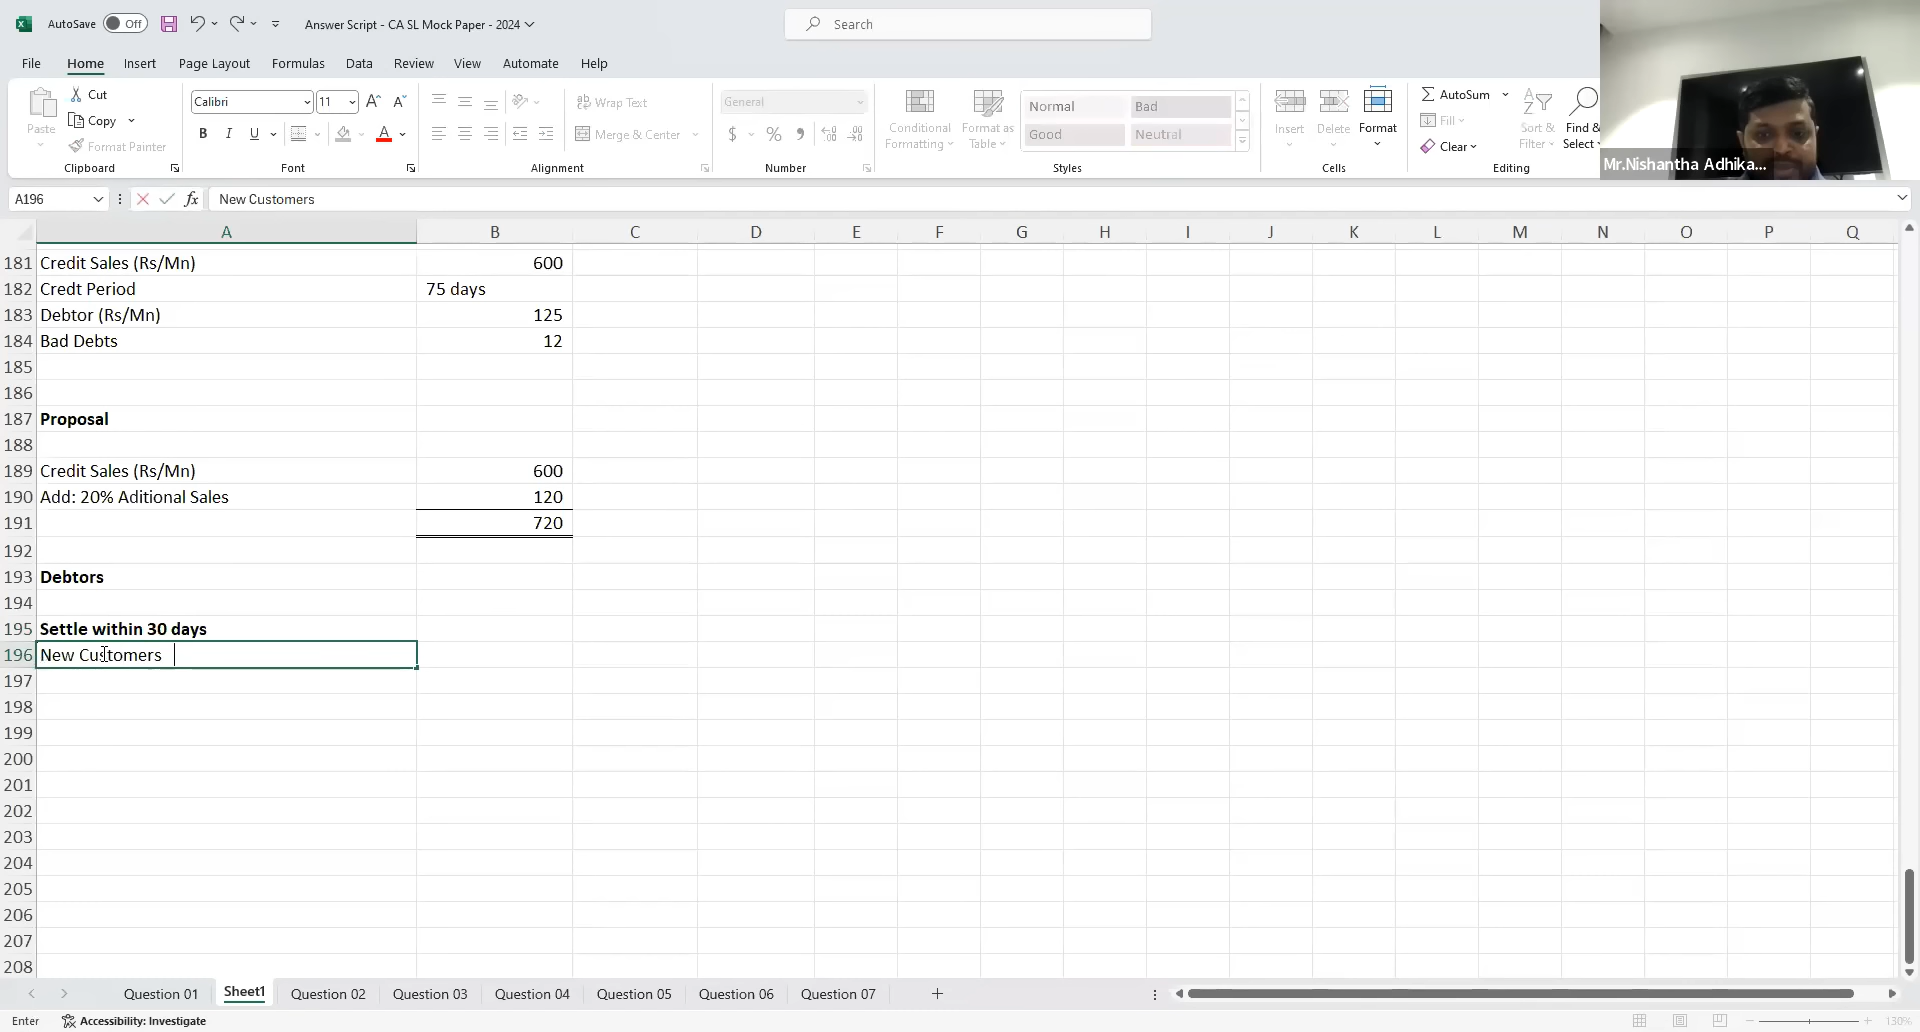 AutoSave Off Answer Script - CA SL Mock Paper - 2024 Search
File Home Insert Page Layout Formulas Data Review View Automate Help
Paste Cut Copy Format Painter
Clipboard
Calibri 11 A A
B I U A
Font
Wrap Text
Merge & Center
Alignment
General
$ % 9
Number
Conditional Formatting Format as Table
Normal Bad
Good Neutral
Styles
Insert Delete Format
Cells
AutoSum
Fill
Clear
Sort & Filter Find & Select
Editing
Mr.Nishantha Adhika...
A196 fx New Customers
A B C D E F G H I J K L M N O P Q
181 Credit Sales (Rs/Mn) 600
182 Credt Period 75 days
183 Debtor (Rs/Mn) 125
184 Bad Debts 12
185
186
187 Proposal
188
189 Credit Sales (Rs/Mn) 600
190 Add: 20% Aditional Sales 120
191 720
192
193 Debtors
194
195 Settle within 30 days
196 New Customers
197
198
199
200
201
202
203
204
205
206
207
208
Question 01 Sheet1 Question 02 Question 03 Question 04 Question 05 Question 06 Question 07
Enter Accessibility: Investigate 130%